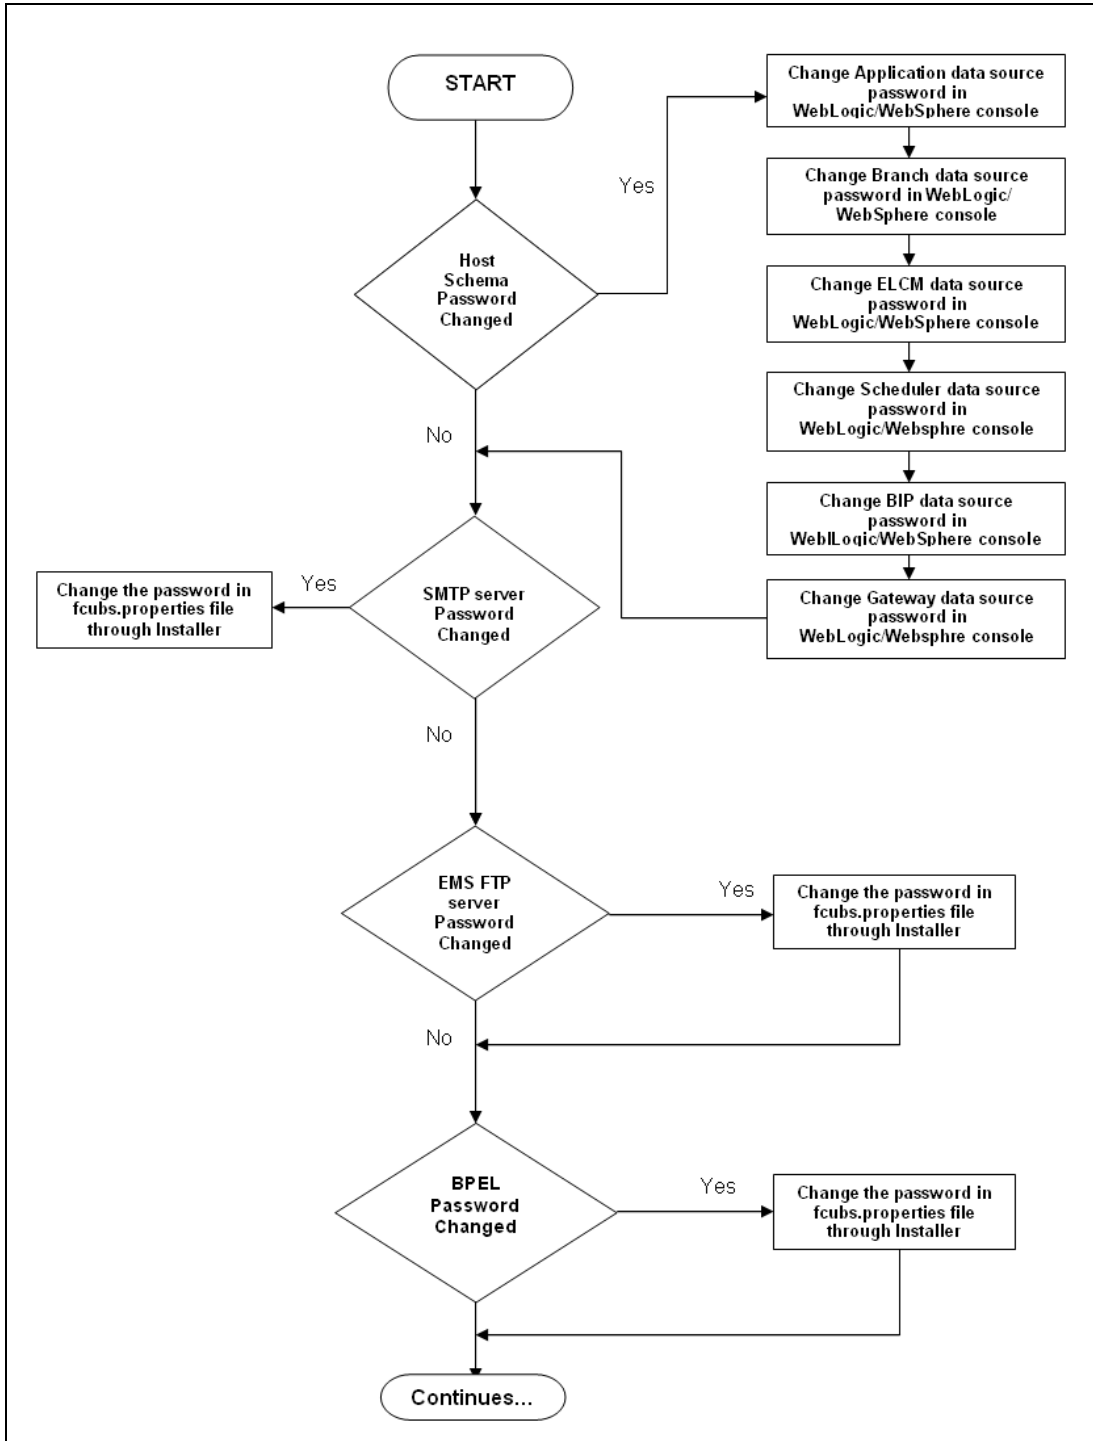 START
Change Application data source
password in
WebLogic/WebSphere console
Yes
Change Branch data source
password in WebLogic/
WebSphere console
Host
Schema
Password
Changed
Change ELCM data source
password in
WebLogic/WebSphere console
Change Scheduler data source
password in
WebLogic/Websphre console
No
Change BIP data source
password in
WeblLogic/WebSphere console
Change the password in
fcubs.properties file
through Installer
Yes
SMTP server
Password
Changed
Change Gateway data source
password in
WebLogic/Websphre console
No
EMS FTP
server
Password
Changed
Yes
Change the password in
fcubs.properties file
through Installer
No
BPEL
Password
Changed
Yes
Change the password in
fcubs.properties file
through Installer
Continues...